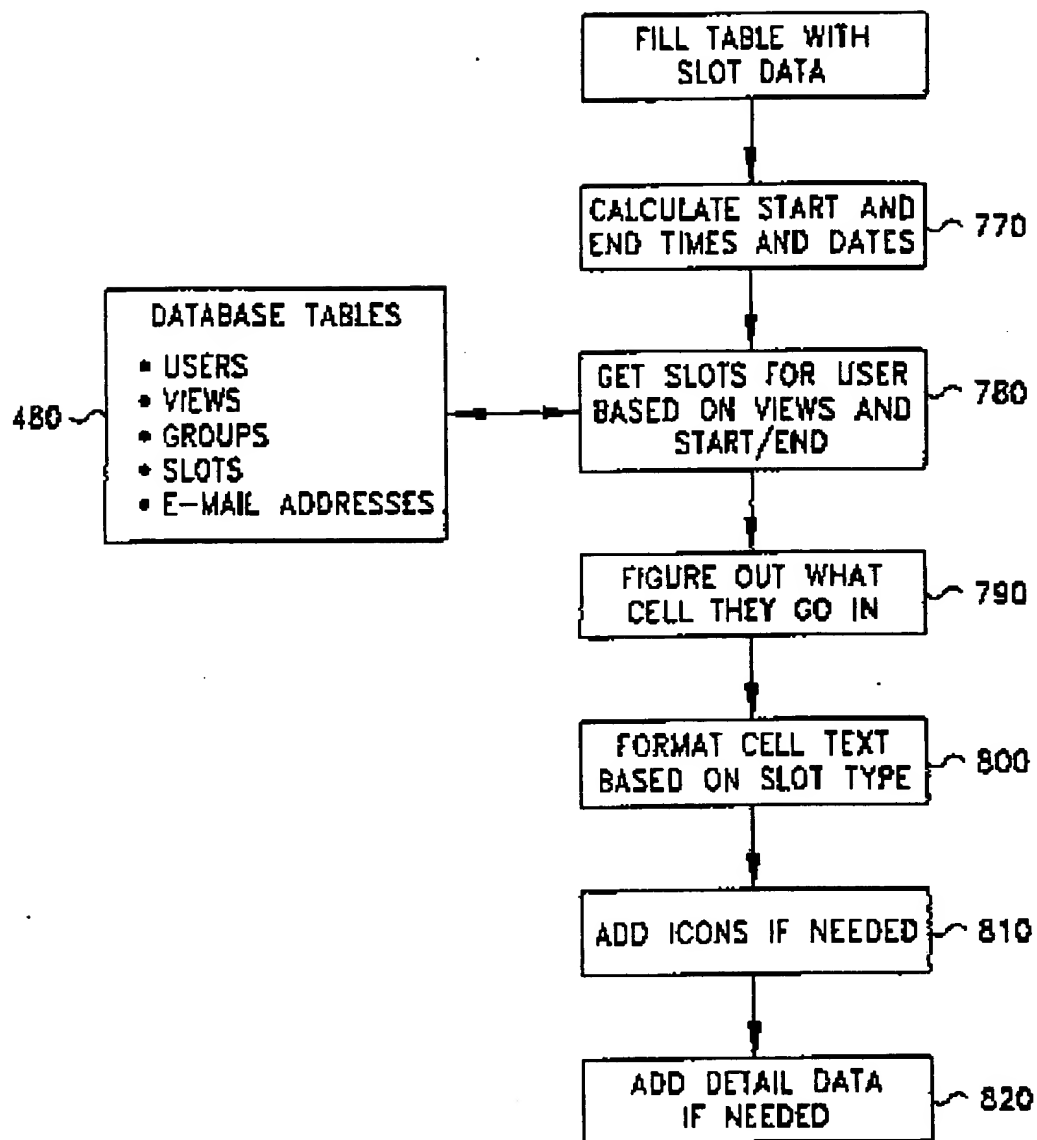 FILL TABLE WITH
SLOT DATA
CALCULATE START AND
END TIMES AND DATES
770
DATABASE TABLES
• USERS
• VIEWS
• GROUPS
• SLOTS
• E-MAIL ADDRESSES
480
GET SLOTS FOR USER
BASED ON VIEWS AND
START/END
780
FIGURE OUT WHAT
CELL THEY GO IN
790
FORMAT CELL TEXT
BASED ON SLOT TYPE
800
ADD ICONS IF NEEDED
810
ADD DETAIL DATA
IF NEEDED
820